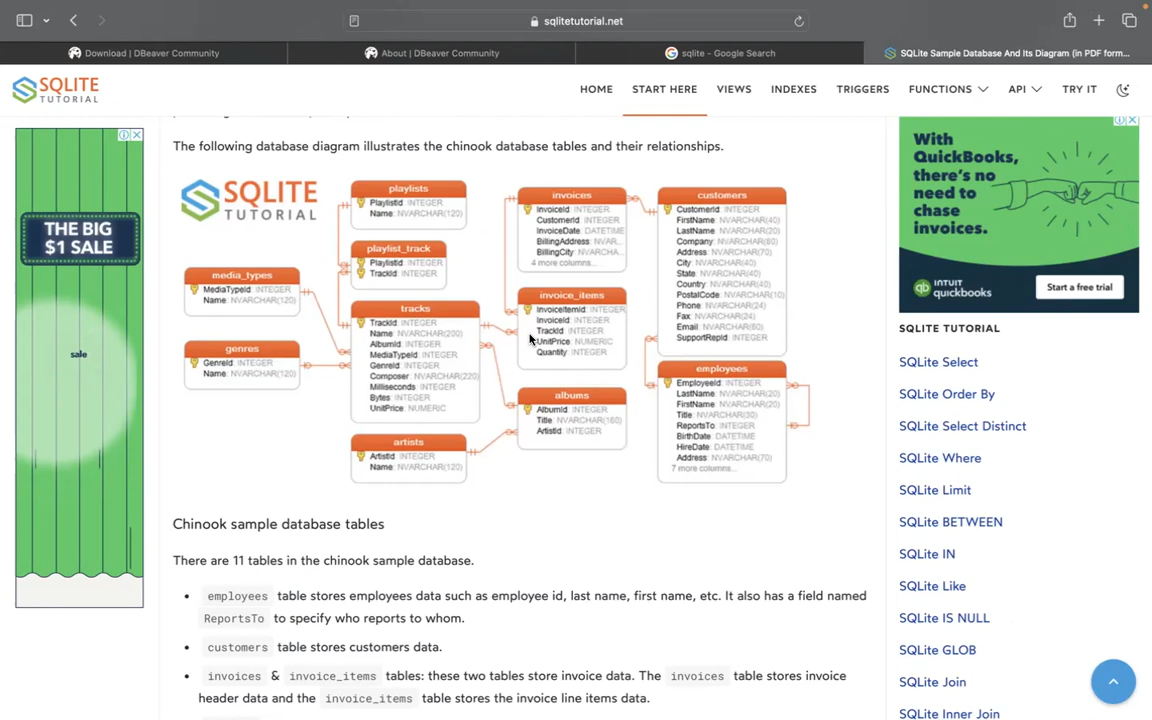 sqlitetutorial.net
Download | DBeaver Community
About | DBeaver Community
sqlite - Google Search
SQLite Sample Database And Its Diagram (in PDF form...
SQLITE
TUTORIAL
HOME
START HERE
VIEWS
INDEXES
TRIGGERS
FUNCTIONS
API
TRY IT
THE BIG
$1 SALE
sale
The following database diagram illustrates the chinook database tables and their relationships.
SQLITE
TUTORIAL
media_types
MediaTypeId: INTEGER
Name: NVARCHAR(120)
genres
GenreId: INTEGER
Name: NVARCHAR(120)
playlists
PlaylistId: INTEGER
Name: NVARCHAR(120)
playlist_track
PlaylistId: INTEGER
TrackId: INTEGER
tracks
TrackId: INTEGER
Name: NVARCHAR(200)
AlbumId: INTEGER
MediaTypeId: INTEGER
GenreId: INTEGER
Composer: NVARCHAR(220)
Milliseconds: INTEGER
Bytes: INTEGER
UnitPrice: NUMERIC
artists
ArtistId: INTEGER
Name: NVARCHAR(120)
invoices
InvoiceId: INTEGER
CustomerId: INTEGER
InvoiceDate: DATETIME
BillingAddress: NVAR...
BillingCity: NVARCHA...
4 more columns...
invoice_items
InvoiceItemId: INTEGER
InvoiceId: INTEGER
TrackId: INTEGER
UnitPrice: NUMERIC
Quantity: INTEGER
albums
AlbumId: INTEGER
Title: NVARCHAR(160)
ArtistId: INTEGER
customers
CustomerId: INTEGER
FirstName: NVARCHAR(40)
LastName: NVARCHAR(20)
Company: NVARCHAR(80)
Address: NVARCHAR(70)
City: NVARCHAR(40)
State: NVARCHAR(40)
Country: NVARCHAR(40)
PostalCode: NVARCHAR(10)
Phone: NVARCHAR(24)
Fax: NVARCHAR(24)
Email: NVARCHAR(60)
SupportRepId: INTEGER
employees
EmployeeId: INTEGER
LastName: NVARCHAR(20)
FirstName: NVARCHAR(20)
Title: NVARCHAR(30)
ReportsTo: INTEGER
BirthDate: DATETIME
HireDate: DATETIME
Address: NVARCHAR(70)
7 more columns...
Chinook sample database tables
There are 11 tables in the chinook sample database.
• employees table stores employees data such as employee id, last name, first name, etc. It also has a field named
ReportsTo to specify who reports to whom.
• customers table stores customers data.
• invoices & invoice_items tables: these two tables store invoice data. The invoices table stores invoice
header data and the invoice_items table stores the invoice line items data.
With
QuickBooks,
there's no
need to
chase
invoices.
INTUIT
quickbooks
Start a free trial
SQLITE TUTORIAL
SQLite Select
SQLite Order By
SQLite Select Distinct
SQLite Where
SQLite Limit
SQLite BETWEEN
SQLite IN
SQLite Like
SQLite IS NULL
SQLite GLOB
SQLite Join
SQLite Inner Join